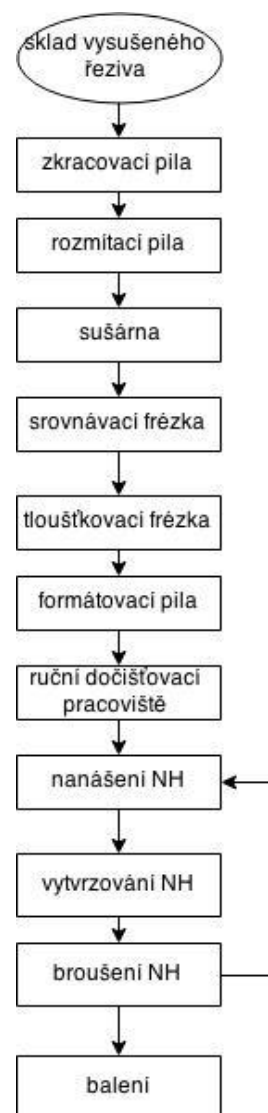 sklad vysušeného
řeziva
zkracovací pila
rozmítací pila
sušárna
srovnávací frézka
tloušťkovací frézka
formátovací pila
ruční dočišťovací
pracoviště
nanášení NH
vytvrzování NH
broušení NH
balení